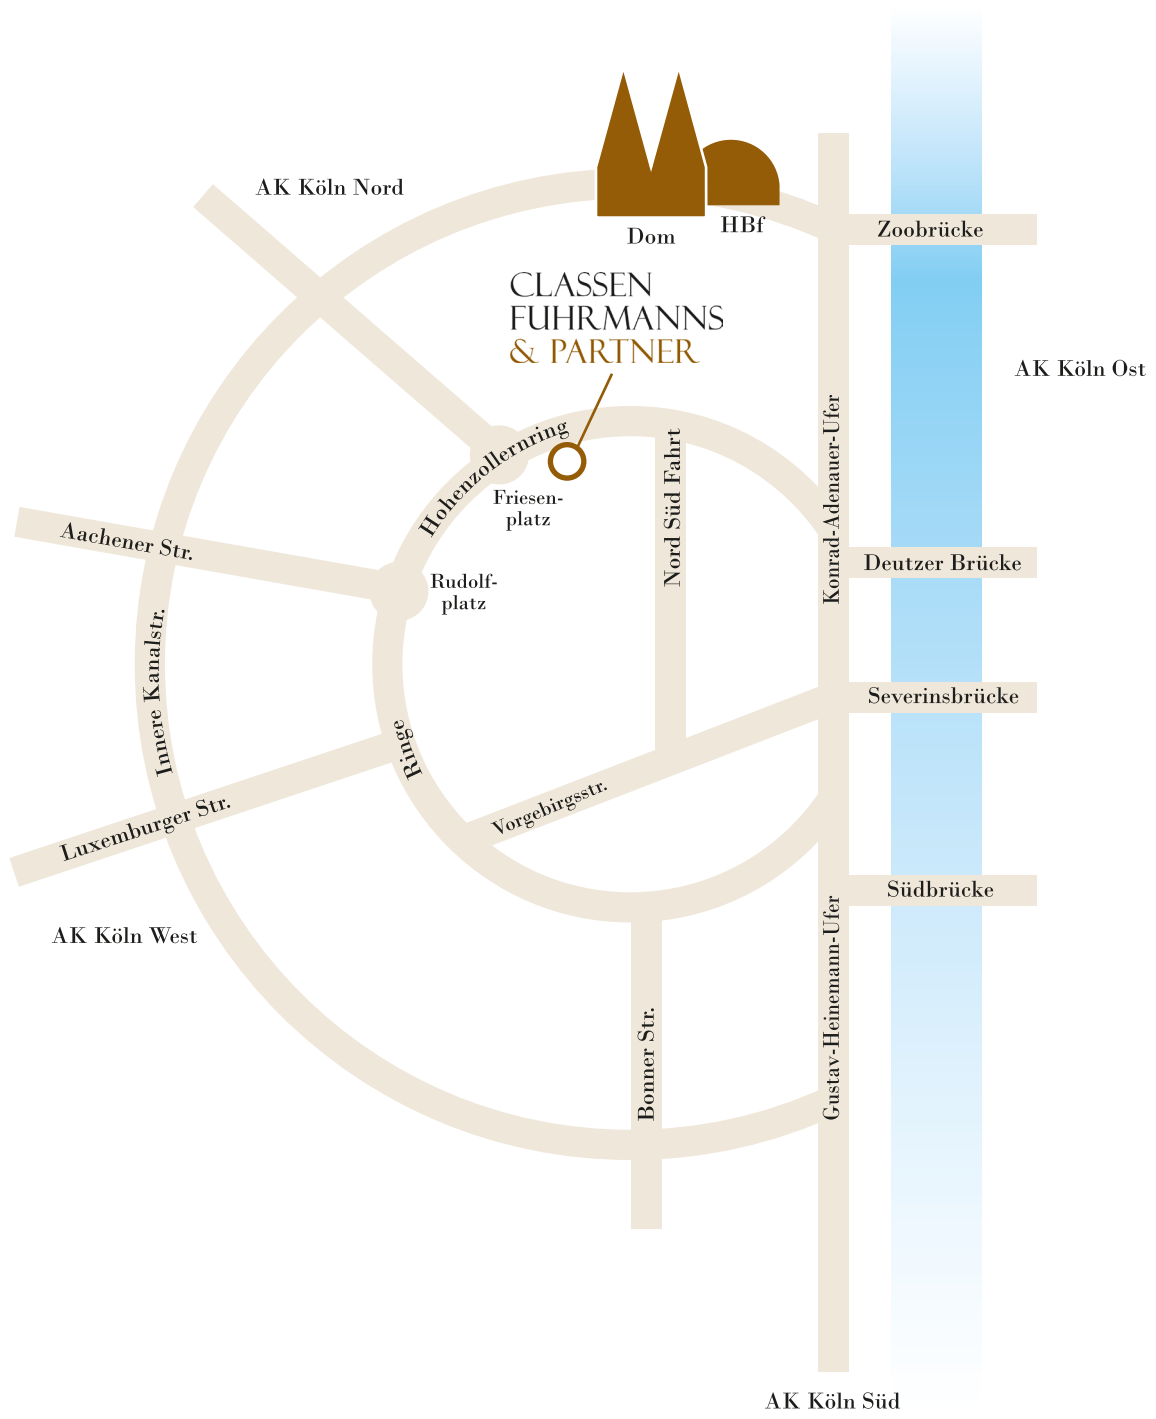 AK Köln Nord
Dom
HBf
Zoobrücke
CLASSEN
FUHRMANNS
& PARTNER
AK Köln Ost
Konrad-Adenauer-Ufer
Hohenzollernring
Nord Süd Fahrt
Friesen-
platz
Aachener Str.
Deutzer Brücke
Rudolf-
platz
Innere Kanalstr.
Severinsbrücke
Ringe
Vorgebirgsstr.
Luxemburger Str.
Südbrücke
AK Köln West
Gustav-Heinemann-Ufer
Bonner Str.
AK Köln Süd